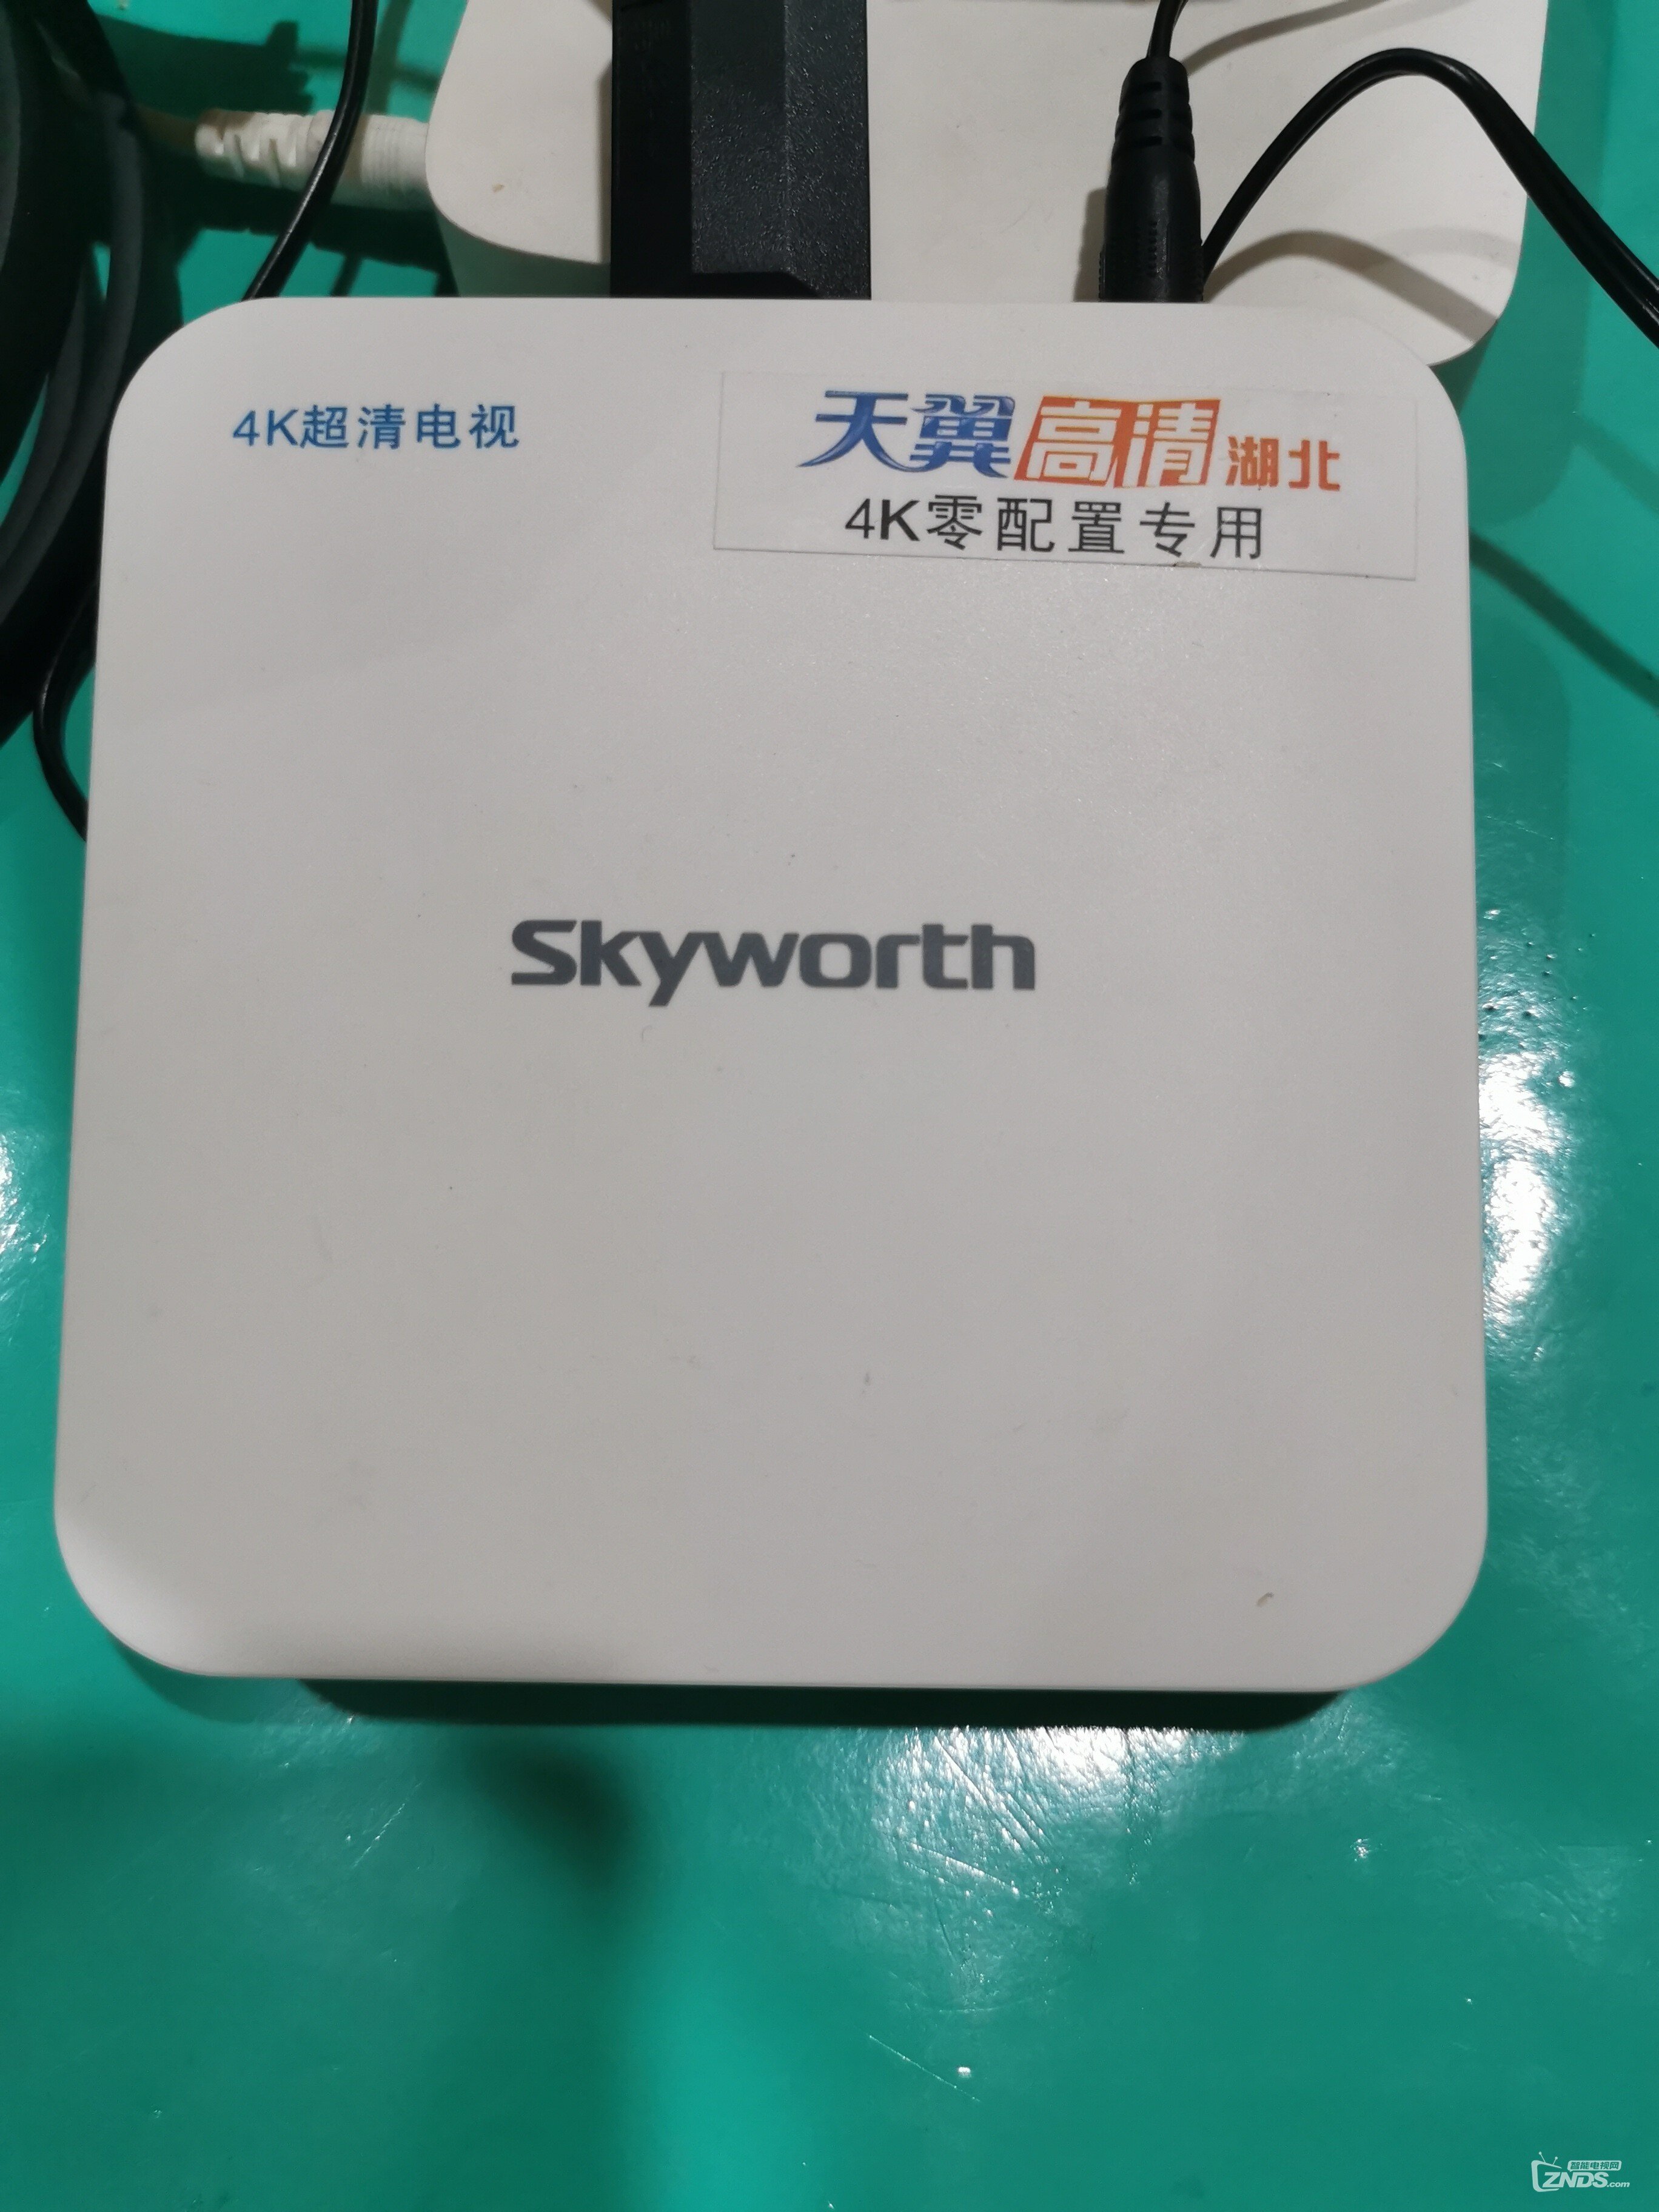 4K超清电视
天翼高清湖北
4K零配置专用
Skyworth
智能电视网
ZNDS.com